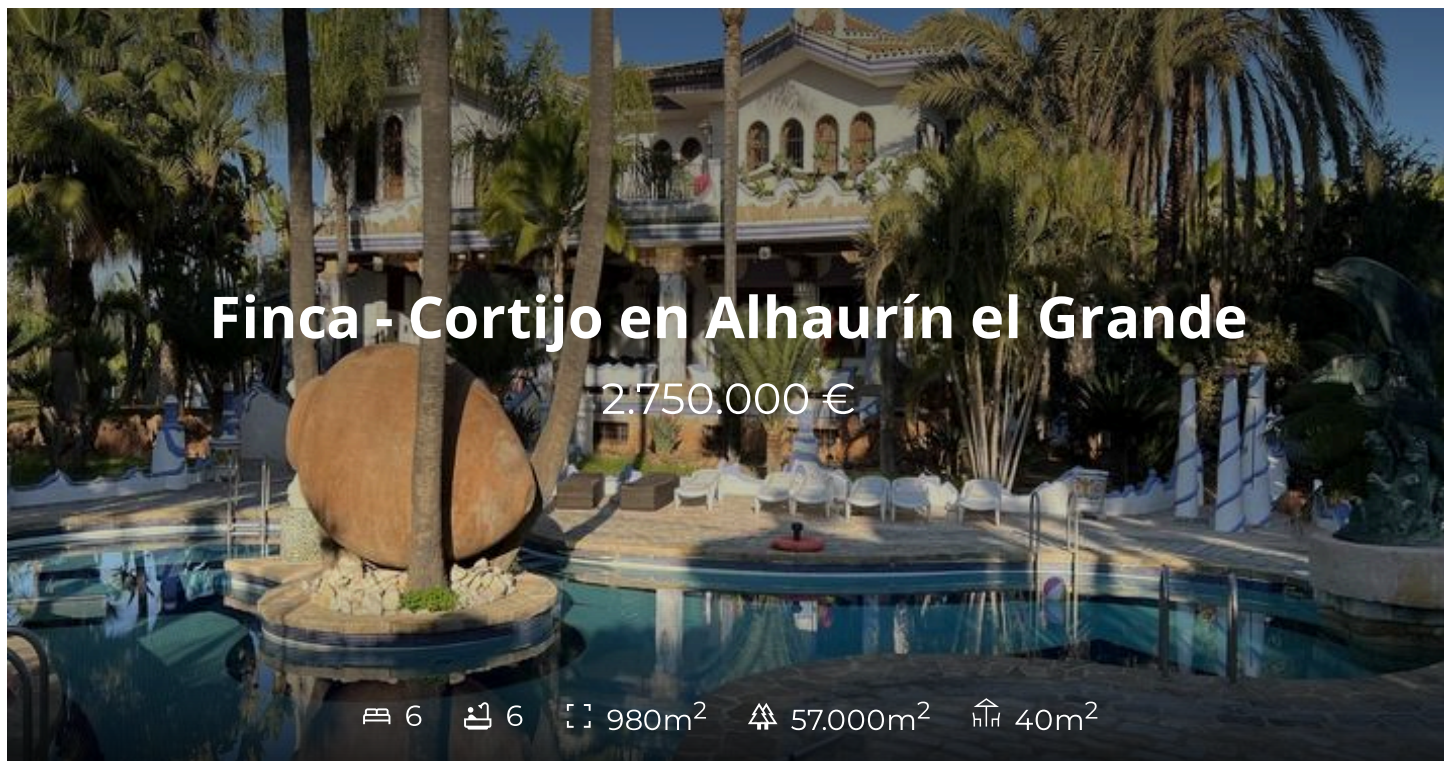 Finca - Cortijo en Alhaurín el Grande
2.750.000 €
6 6 980m² 57.000m² 40m²